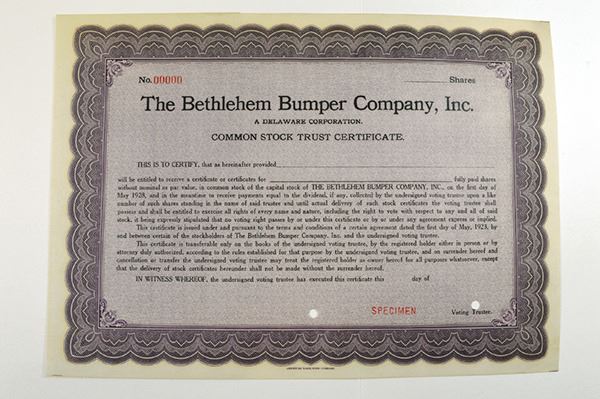 No. 00000 Shares
The Bethlehem Bumper Company, Inc.
A DELAWARE CORPORATION.
COMMON STOCK TRUST CERTIFICATE.
THIS IS TO CERTIFY, that as hereinafter provided
will be entitled to receive a certificate or certificates for fully paid shares
without nominal or par value, in common stock of the capital stock of THE BETHLEHEM BUMPER COMPANY, INC., on the first day of
May 1928, and in the meantime to receive payments equal to the dividend, if any, collected by the undersigned voting trustee upon a like
number of such shares standing in the name of said trustee and until actual delivery of such stock certificates the voting trustee shall
possess and shall be entitled to exercise all rights of every name and nature, including the right to vote with respect to any and all of said
stock, it being expressly stipulated that no voting right passes by or under this certificate or by or under any agreement express or implied.
This certificate is issued under and pursuant to the terms and conditions of a certain agreement dated the first day of May, 1923, by
and between certain of the stockholders of The Bethlehem Bumper Company, Inc. and the undersigned voting trustee.
This certificate is transferable only on the books of the undersigned voting trustee, by the registered holder either in person or by
attorney duly authorized, according to the rules established for that purpose by the undersigned voting trustee, and on surrender hereof and
cancellation or transfer the undersigned voting trustee may treat the registered holder as owner hereof for all purposes whatsoever, except
that the delivery of stock certificates hereunder shall not be made without the surrender hereof.
IN WITNESS WHEREOF, the undersigned voting trustee has executed this certificate this day of
SPECIMEN Voting Trustee.
AMERICAN BANK NOTE COMPANY